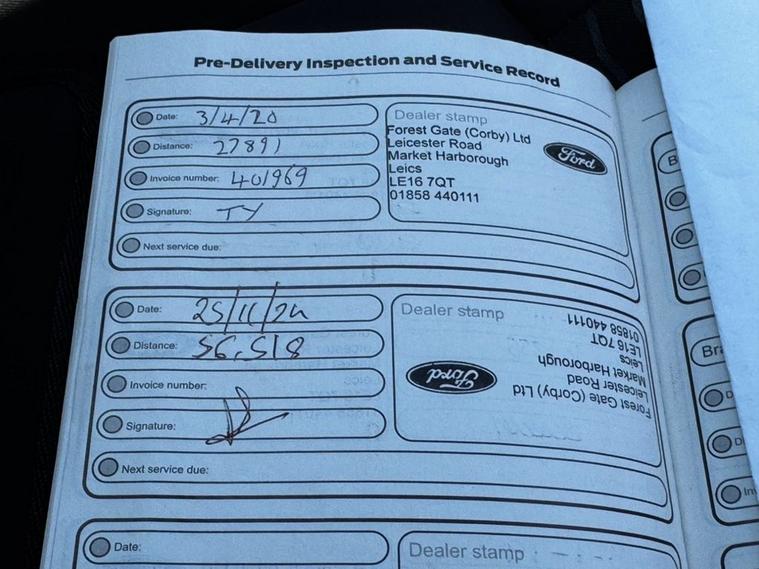 Pre-Delivery Inspection and Service Record
Date: 3/4/20
Distance: 27891
Invoice number: 401969
Signature: TY
Next service due:
Dealer stamp
Forest Gate (Corby) Ltd
Leicester Road
Market Harborough
Leics
LE16 7QT
01858 440111
Ford
Date: 25/11/20
Distance: 56,518
Invoice number:
Signature:
Next service due:
Dealer stamp
Forest Gate (Corby) Ltd
Leicester Road
Market Harborough
Leics
LE16 7QT
01858 440111
Ford
Date:
Dealer stamp